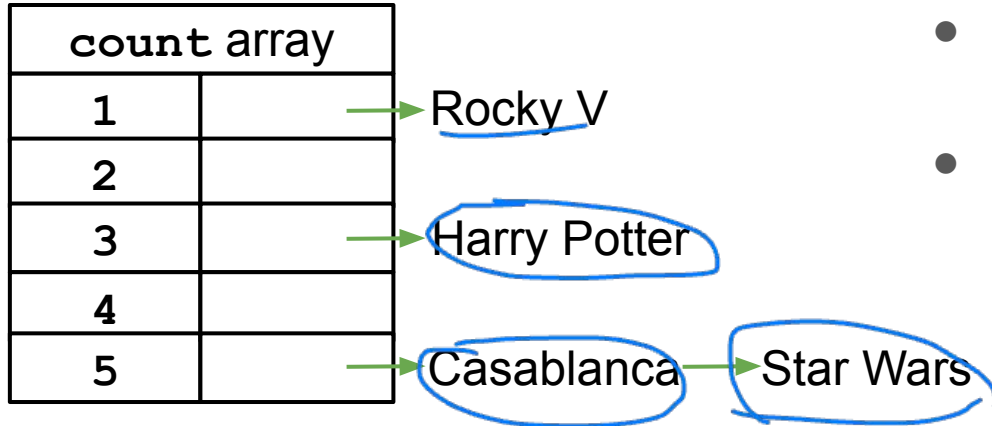 count array
1 Rocky V
2
3 Harry Potter
4
5 Casablanca Star Wars